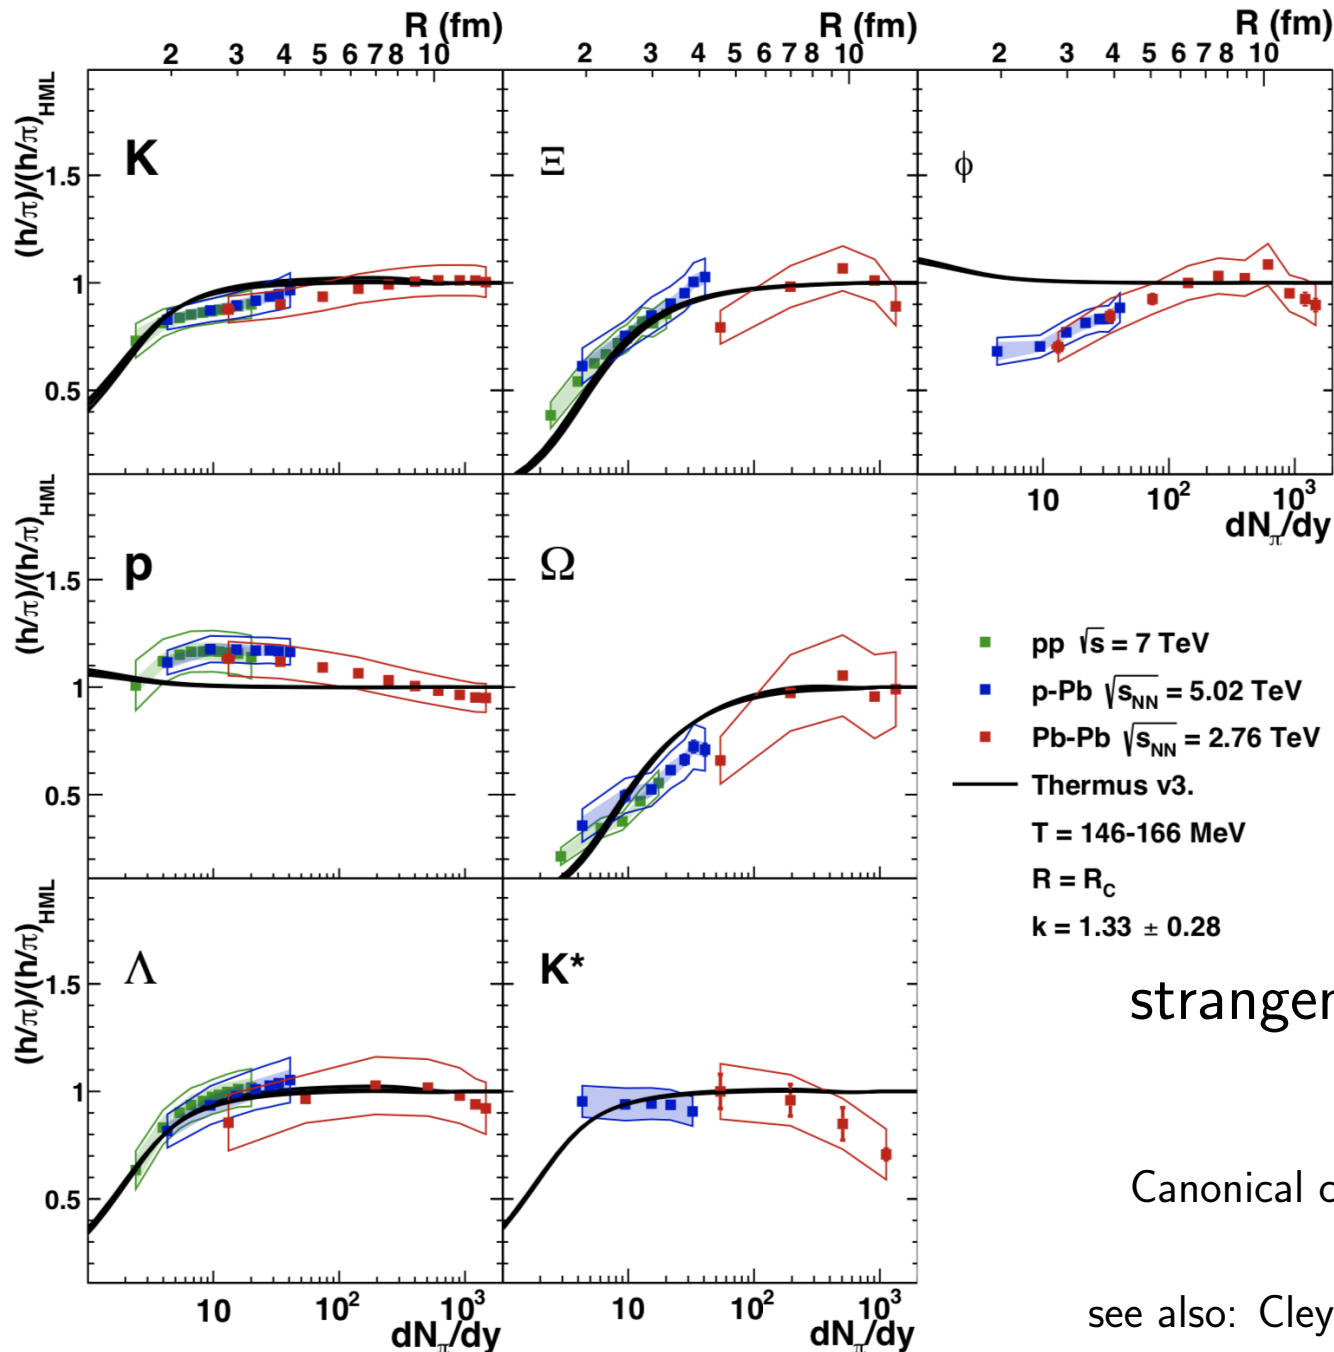 R (fm) R (fm) R (fm)
2 3 4 5 6 7 8 10 2 3 4 5 6 7 8 10 2 3 4 5 6 7 8 10
(h/π)/(h/π)HML
K
Ξ
ϕ
1.5
1
0.5
10 10² 10³
dNπ/dy
(h/π)/(h/π)HML
p
Ω
1.5
1
0.5
pp √s = 7 TeV
p-Pb √sNN = 5.02 TeV
Pb-Pb √sNN = 2.76 TeV
Thermus v3.
T = 146-166 MeV
R = RC
k = 1.33 ± 0.28
(h/π)/(h/π)HML
Λ
K*
1.5
1
0.5
10 10² 10³ 10 10² 10³
dNπ/dy dNπ/dy
Canonical
see also: